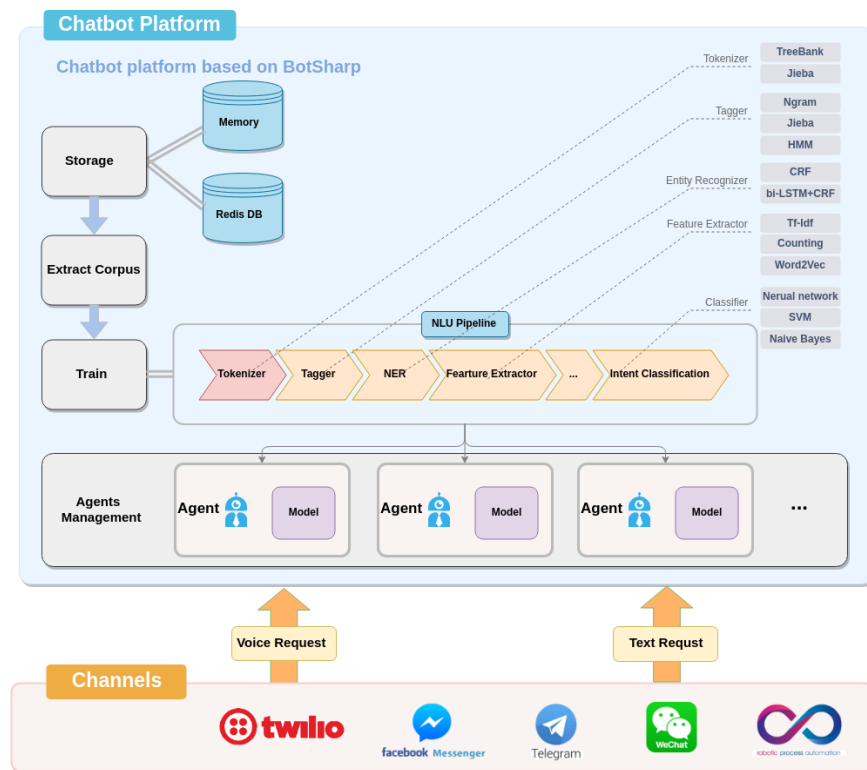 Chatbot Platform
Chatbot platform based on BotSharp
Tokenizer
TreeBank
Jieba
Tagger
Ngram
Jieba
HMM
Entity Recognizer
CRF
bi-LSTM+CRF
Feature Extractor
Tf-Idf
Counting
Word2Vec
Classifier
Nerual network
SVM
Naive Bayes
Storage
Memory
Redis DB
Extract Corpus
Train
NLU Pipeline
Tokenizer
Tagger
NER
Fearture Extractor
...
Intent Classification
Agents
Management
Agent
Model
Agent
Model
Agent
Model
...
Voice Request
Text Requst
Channels
twilio
facebook Messenger
Telegram
WeChat
robotic process automation